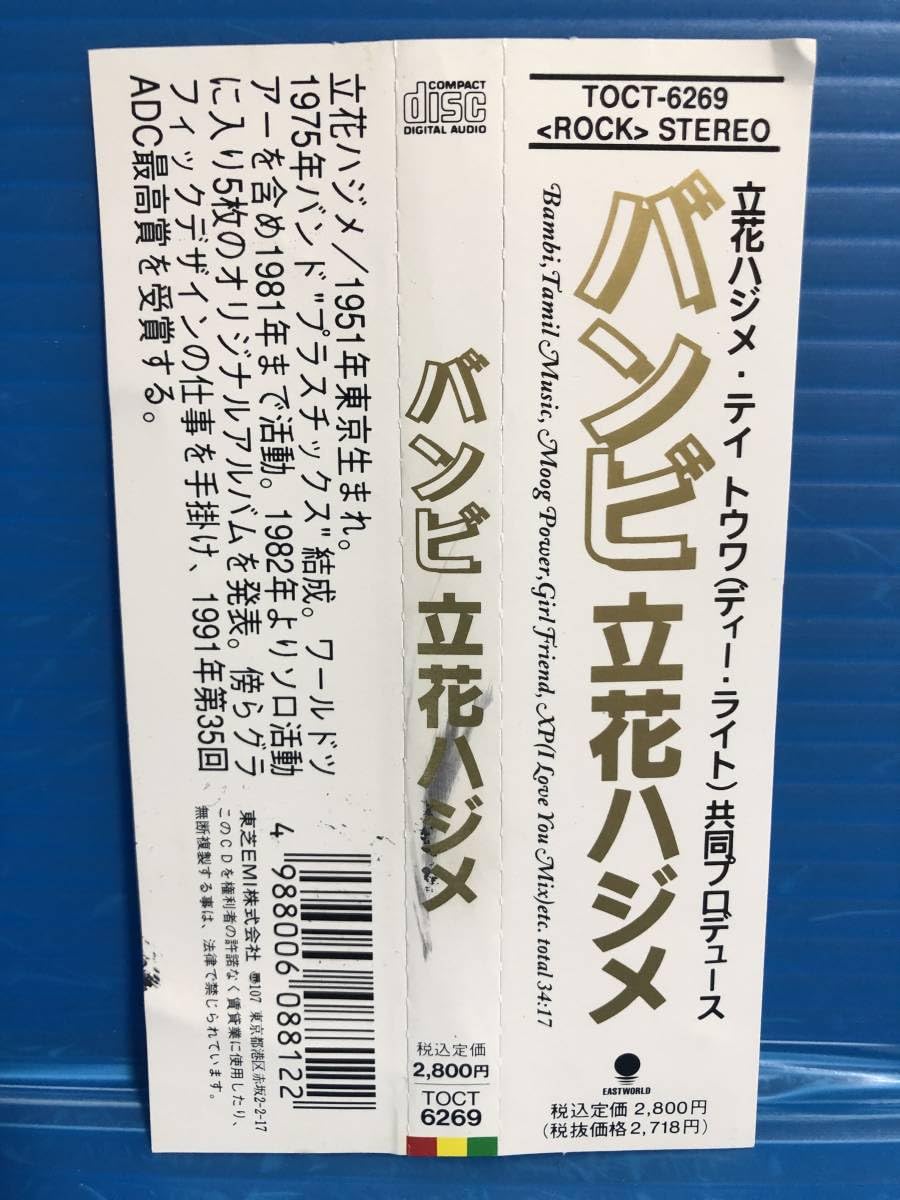 TOCT-6269
<ROCK> STEREO
立花ハジメ・テイ トウワ(ディー・ライト)共同プロデュース
バンビ 立花ハジメ
Bambi, Tamil Music, Moog Power, Girl Friend, XP(I Love You Mix)etc. total 34:17
EASTWORLD
税込定価 2,800円
(税抜価格2,718円)
COMPACT
disc
DIGITAL AUDIO
バンビ 立花ハジメ
税込定価
2,800円
TOCT
6269
立花ハジメ/1951年東京生まれ。
1975年バンド"プラスチックス"結成。ワールドツ
アーを含め1981年まで活動。1982年よりソロ活動
に入り5枚のオリジナルアルバムを発表。傍らグラ
フィックデザインの仕事を手掛け、1991年第35回
ADC最高賞を受賞する。
4 988006 088122
東芝EMI株式会社 〠107 東京都港区赤坂2-2-17
このCDを権利者の許諾なく賃貸業に使用したり、
無断複製する事は、法律で禁じられています。